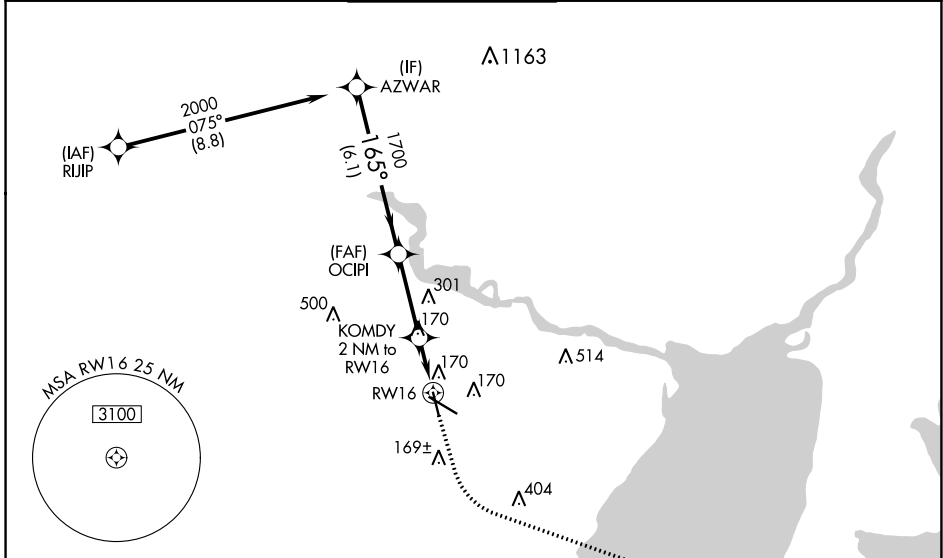 1163
(IF)
AZWAR
2000
075°
(8.8)
(IAF)
RIJIP
1700
165°
(6.1)
(FAF)
OCIPI
301
500
170
KOMDY
2 NM to
RW16
514
170
170
RW16
MSA RW16 25 NM
3100
169±
404